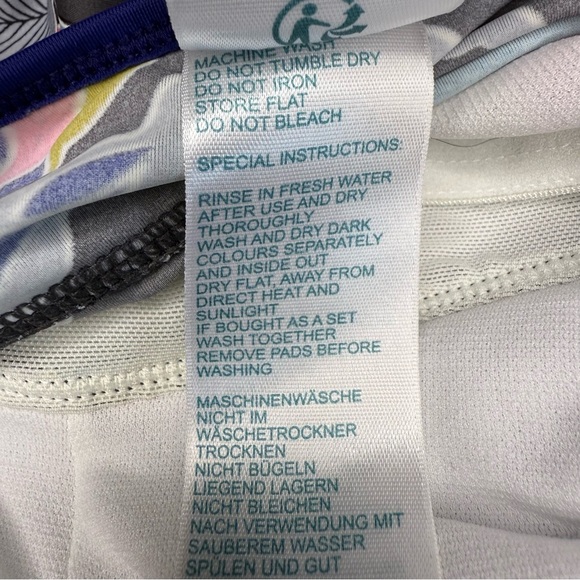 MACHINE WASH
DO NOT TUMBLE DRY
DO NOT IRON
STORE FLAT
DO NOT BLEACH
SPECIAL INSTRUCTIONS:
RINSE IN FRESH WATER
AFTER USE AND DRY
THOROUGHLY
WASH AND DRY DARK
COLOURS SEPARATELY
AND INSIDE OUT
DRY FLAT, AWAY FROM
DIRECT HEAT AND
SUNLIGHT
IF BOUGHT AS A SET
WASH TOGETHER
REMOVE PADS BEFORE
WASHING
MASCHINENWÄSCHE
NICHT IM
WÄSCHETROCKNER
TROCKNEN
NICHT BÜGELN
LIEGEND LAGERN
NICHT BLEICHEN
NACH VERWENDUNG MIT
SAUBEREM WASSER
SPÜLEN UND GUT